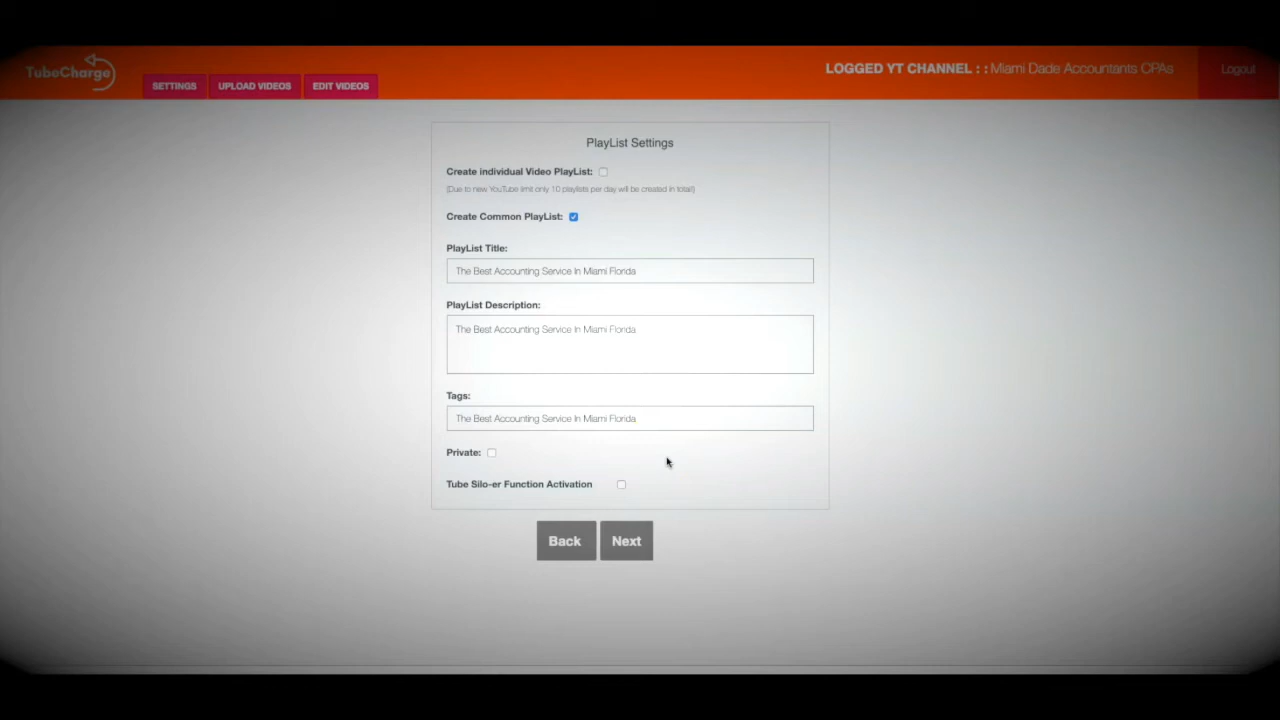 TubeCharge
SETTINGS
UPLOAD VIDEOS
EDIT VIDEOS
LOGGED YT CHANNEL : : Miami Dade Accountants CPAs
Logout
PlayList Settings
Create individual Video PlayList:
(Due to new YouTube limit only 10 playlists per day will be created in total!)
Create Common PlayList:
PlayList Title:
The Best Accounting Service In Miami Florida
PlayList Description:
The Best Accounting Service In Miami Florida
Tags:
The Best Accounting Service In Miami Florida
Private:
Tube Silo-er Function Activation
Back
Next